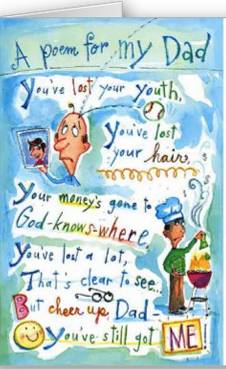 A poem for my Dad
You've lost your youth,
You've lost
your hair,
Your money's gone to
God-knows-where,
You've lost a lot,
That's clear to see...
But cheer up, Dad-
You've still got ME!